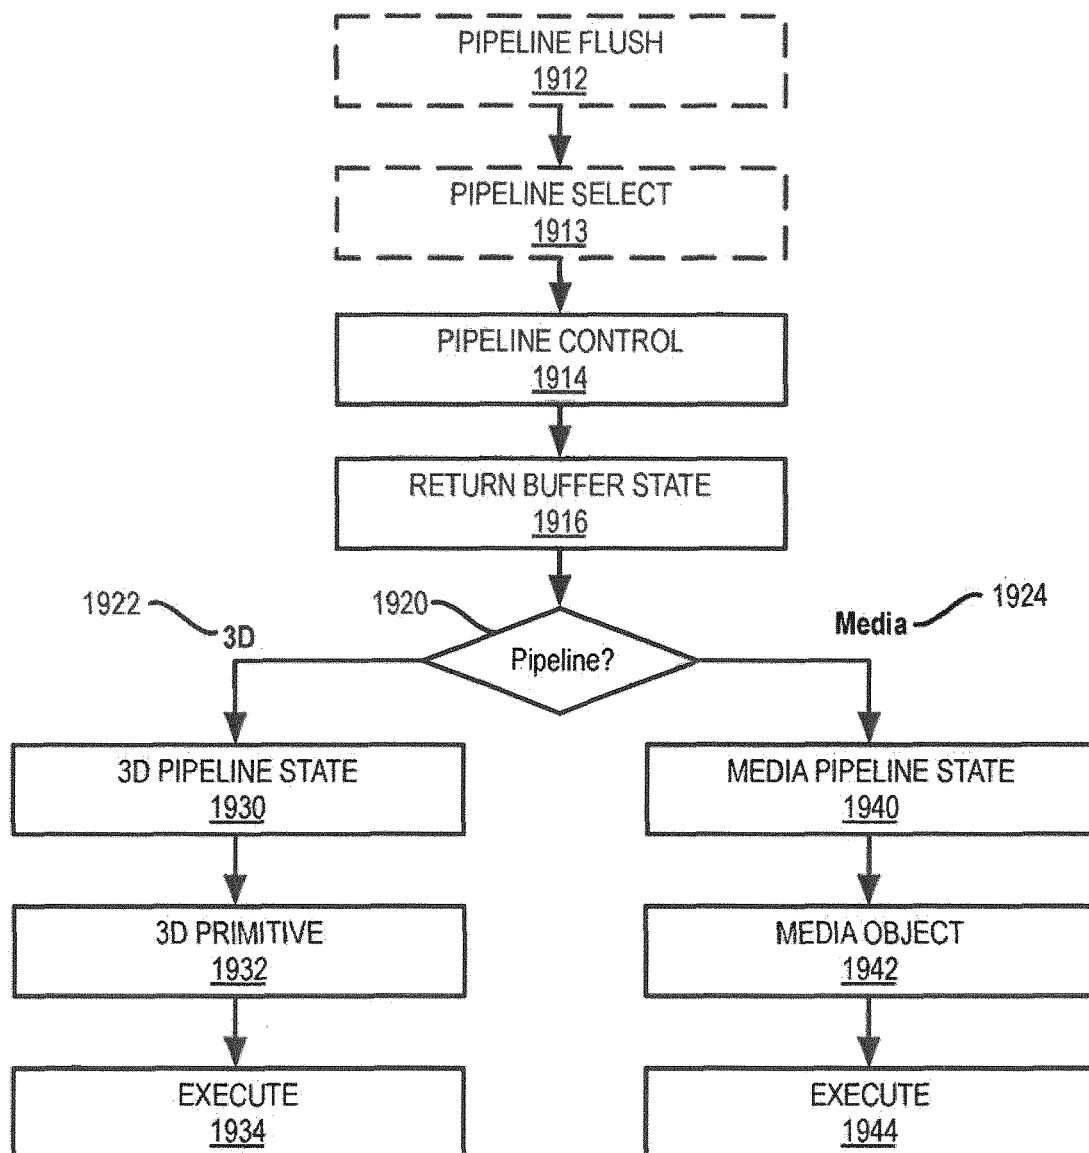 PIPELINE FLUSH
1912
PIPELINE SELECT
1913
PIPELINE CONTROL
1914
RETURN BUFFER STATE
1916
1922
3D
1920
Pipeline?
Media
1924
3D PIPELINE STATE
1930
3D PRIMITIVE
1932
EXECUTE
1934
MEDIA PIPELINE STATE
1940
MEDIA OBJECT
1942
EXECUTE
1944